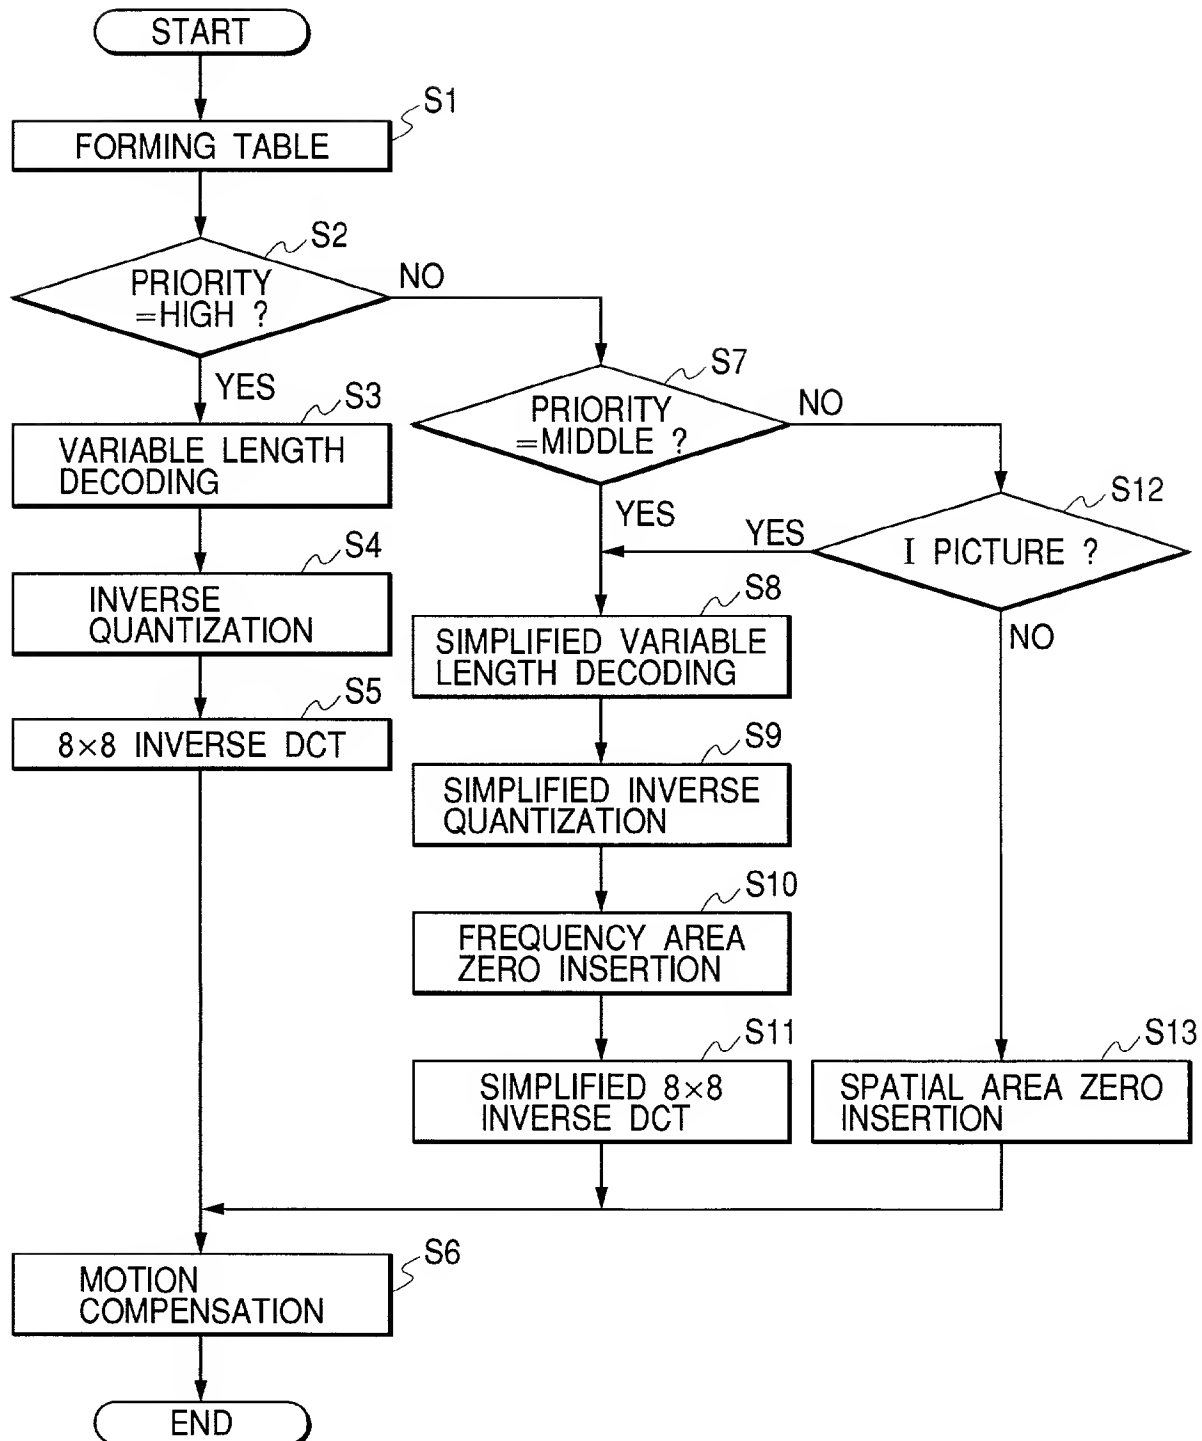 START
S1
FORMING TABLE
S2
PRIORITY
=HIGH ?
NO
YES
S3
VARIABLE LENGTH
DECODING
S4
INVERSE
QUANTIZATION
S5
8×8 INVERSE DCT
S7
PRIORITY
=MIDDLE ?
NO
YES
S12
I PICTURE ?
YES
NO
S8
SIMPLIFIED VARIABLE
LENGTH DECODING
S9
SIMPLIFIED INVERSE
QUANTIZATION
S10
FREQUENCY AREA
ZERO INSERTION
S11
SIMPLIFIED 8×8
INVERSE DCT
S13
SPATIAL AREA ZERO
INSERTION
S6
MOTION
COMPENSATION
END